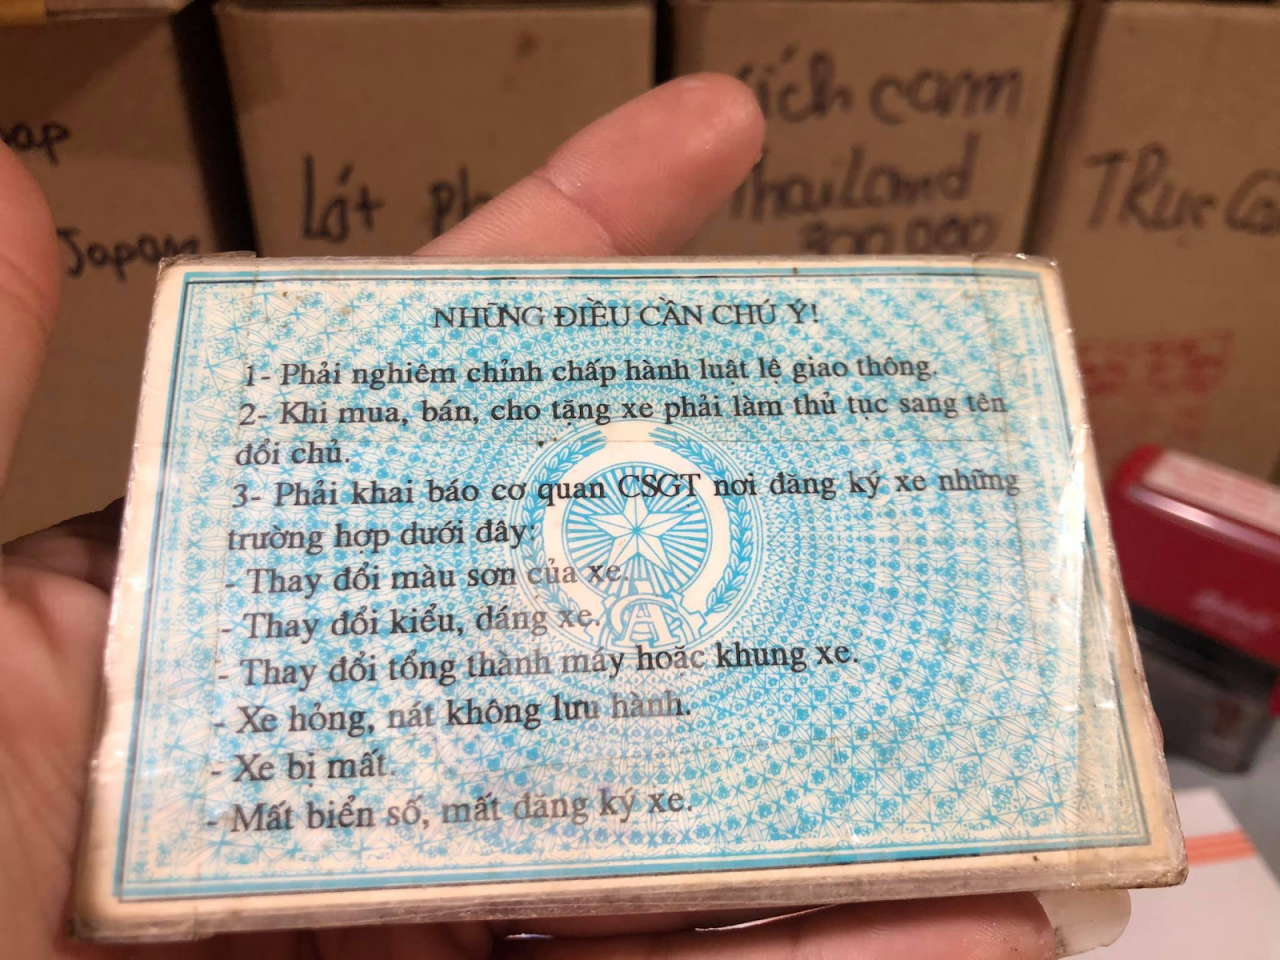 Japan
Lót
Thailand
300 000
NHỮNG ĐIỀU CẦN CHÚ Ý!
1- Phải nghiêm chỉnh chấp hành luật lệ giao thông.
2- Khi mua, bán, cho tặng xe phải làm thủ tục sang tên
đổi chủ.
3- Phải khai báo cơ quan CSGT nơi đăng ký xe những
trường hợp dưới đây:
- Thay đổi màu sơn của xe.
- Thay đổi kiểu, dáng xe.
- Thay đổi tổng thành máy hoặc khung xe.
- Xe hỏng, nát không lưu hành.
- Xe bị mất.
- Mất biển số, mất đăng ký xe.